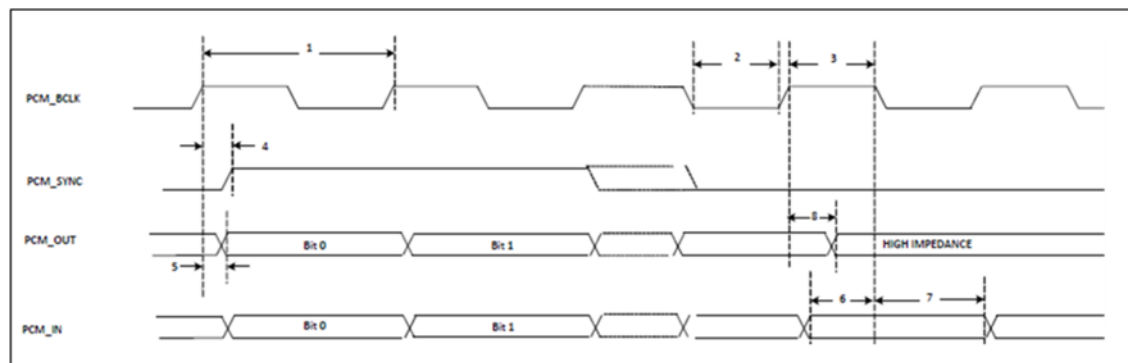 1
2
3
PCM_BCLK
4
PCM_SYNC
8
PCM_OUT
Bit 0
Bit 1
HIGH IMPEDANCE
5
6
7
PCM_IN
Bit 0
Bit 1